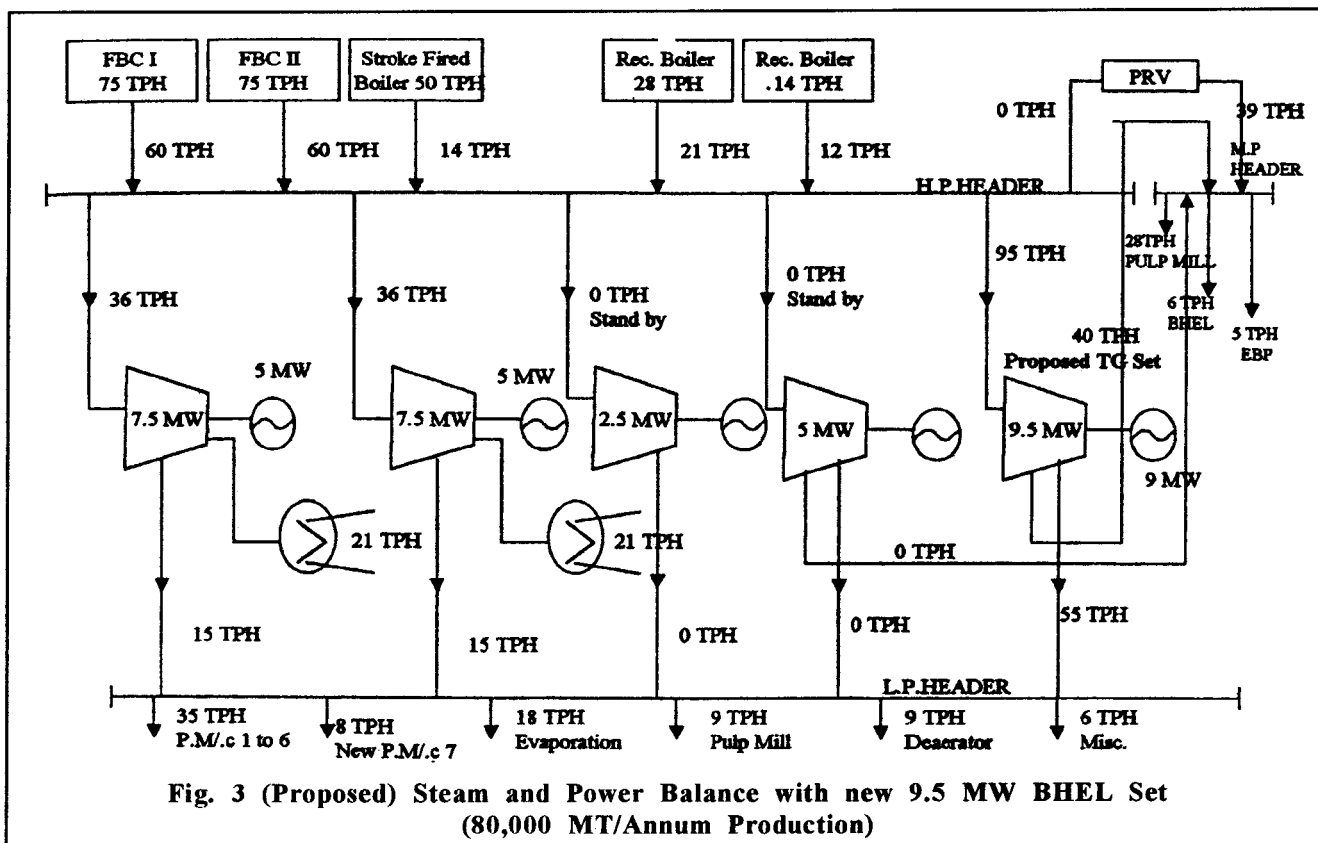 FBC I
75 TPH
FBC II
75 TPH
Stroke Fired
Boiler 50 TPH
Rec. Boiler
28 TPH
Rec. Boiler
.14 TPH
PRV
60 TPH
60 TPH
14 TPH
21 TPH
12 TPH
0 TPH
39 TPH
M.P
HEADER
H.P.HEADER
36 TPH
36 TPH
0 TPH
Stand by
0 TPH
Stand by
95 TPH
28TPH
PULP MILL
6 TPH
BHEL
5 TPH
EBP
40 TPH
Proposed TG Set
7.5 MW
5 MW
7.5 MW
5 MW
2.5 MW
5 MW
9.5 MW
9 MW
21 TPH
21 TPH
0 TPH
15 TPH
15 TPH
0 TPH
0 TPH
55 TPH
L.P.HEADER
35 TPH
P.M/.c 1 to 6
8 TPH
New P.M/.c 7
18 TPH
Evaporation
9 TPH
Pulp Mill
9 TPH
Deaerator
6 TPH
Misc.
Fig. 3 (Proposed) Steam and Power Balance with new 9.5 MW BHEL Set
(80,000 MT/Annum Production)